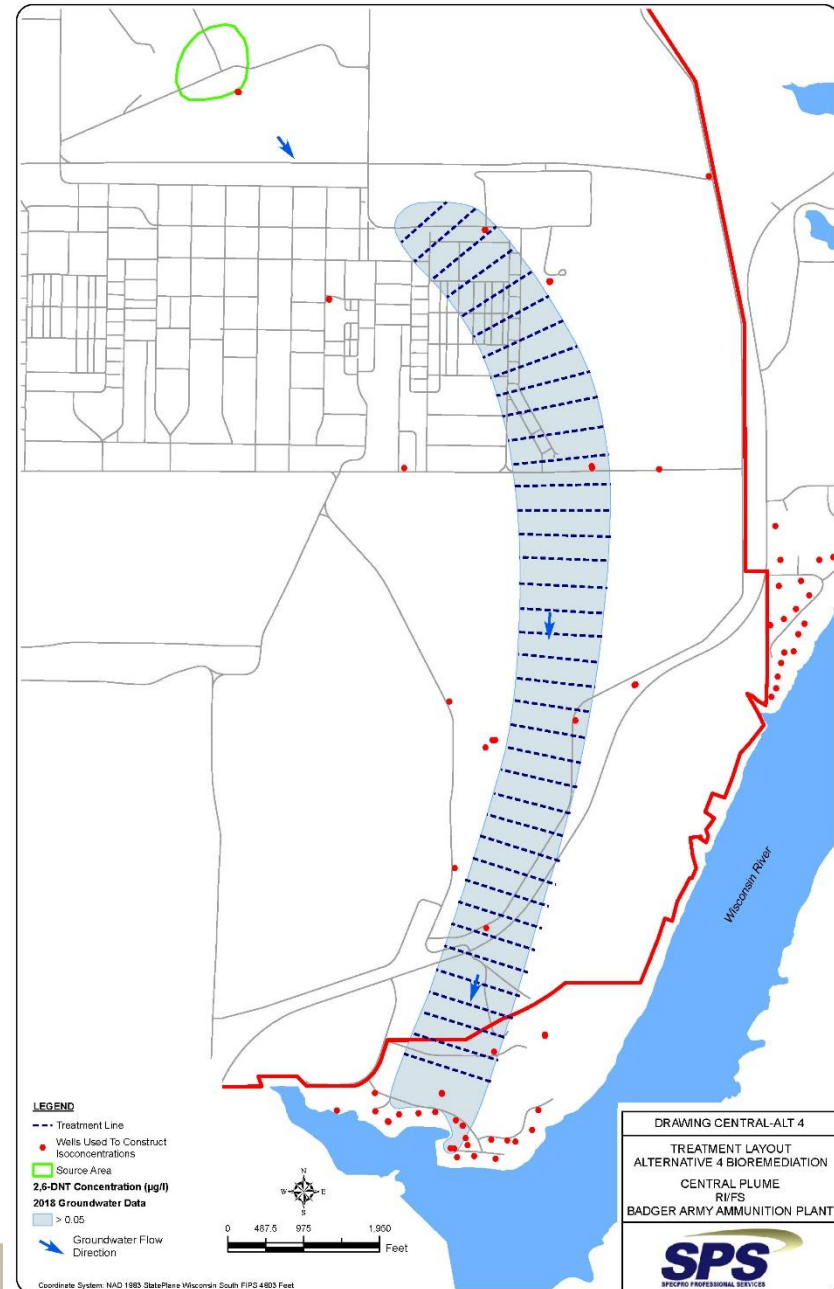 Wisconsin River
LEGEND
Treatment Line
Wells Used To Construct
Isoconcentrations
Source Area
2,6-DNT Concentration (µg/l)
2018 Groundwater Data
> 0.05
Groundwater Flow
Direction
N
W E
S
0 487.5 975 1,950
Feet
Coordinate System: NAD 1983 StatePlane Wisconsin South FIPS 4803 Feet
DRAWING CENTRAL-ALT 4
TREATMENT LAYOUT
ALTERNATIVE 4 BIOREMEDIATION
CENTRAL PLUME
RI/FS
BADGER ARMY AMMUNITION PLANT
SPS
SPECPRO PROFESSIONAL SERVICES